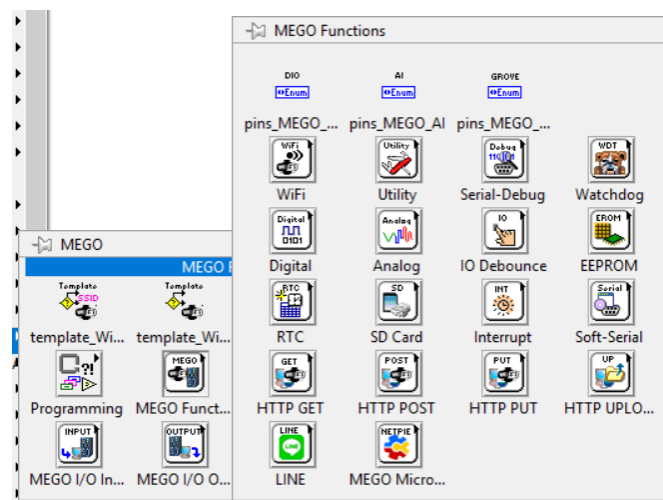 MEGO Functions
DIO
AI
GROVE
Enum
Enum
Enum
pins_MEGO_...
pins_MEGO_AI
pins_MEGO_...
WiFi
Utility
Debug
WDT
WiFi
Utility
Serial-Debug
Watchdog
Digital
0101
Analog
IO
EROM
Digital
Analog
IO Debounce
EEPROM
RTC
SD
INT
Serial
RTC
SD Card
Interrupt
Soft-Serial
GET
POST
PUT
UP
HTTP GET
HTTP POST
HTTP PUT
HTTP UPLO...
LINE
NETPIE
LINE
MEGO Micro...
MEGO
MEGO F
Template
SSID
Template
template_Wi...
template_Wi...
?!
MEGO
Programming
MEGO Funct...
INPUT
OUTPUT
MEGO I/O In...
MEGO I/O O...